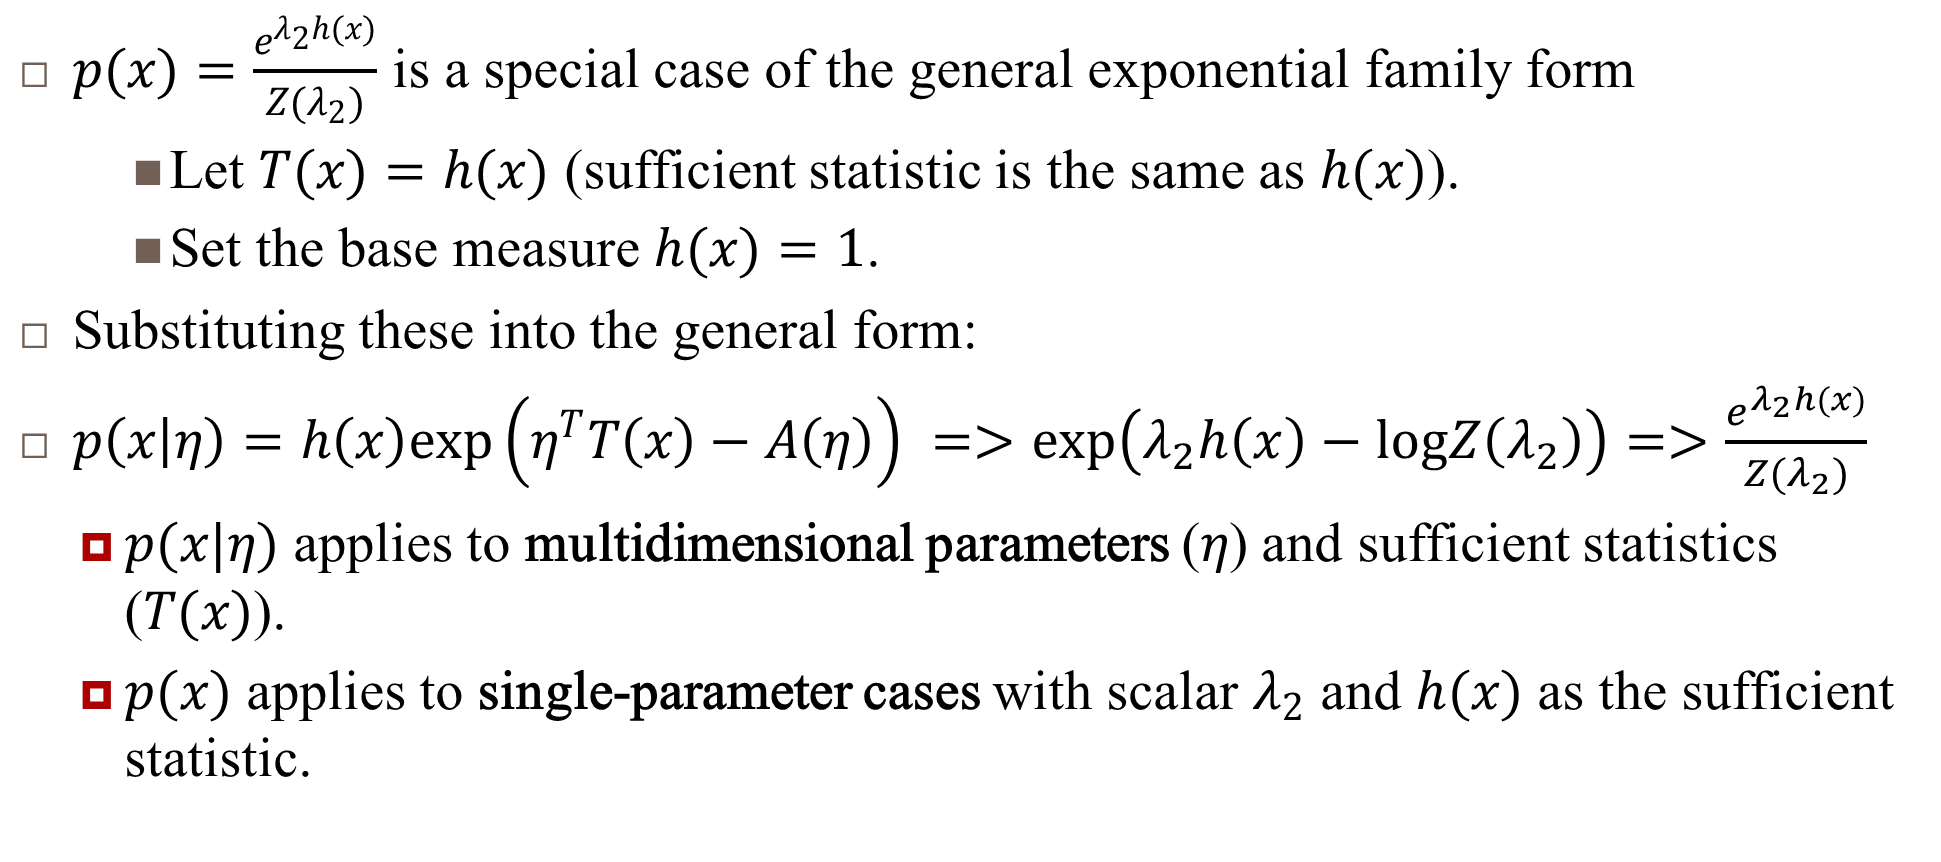 □ p(x) = e^{λ₂h(x)} / Z(λ₂) is a special case of the general exponential family form
■ Let T(x) = h(x) (sufficient statistic is the same as h(x)).
■ Set the base measure h(x) = 1.
□ Substituting these into the general form:
□ p(x|η) = h(x)exp(η^T T(x) − A(η)) => exp(λ₂h(x) − logZ(λ₂)) => e^{λ₂h(x)} / Z(λ₂)
p(x|η) applies to multidimensional parameters (η) and sufficient statistics
(T(x)).
p(x) applies to single-parameter cases with scalar λ₂ and h(x) as the sufficient
statistic.